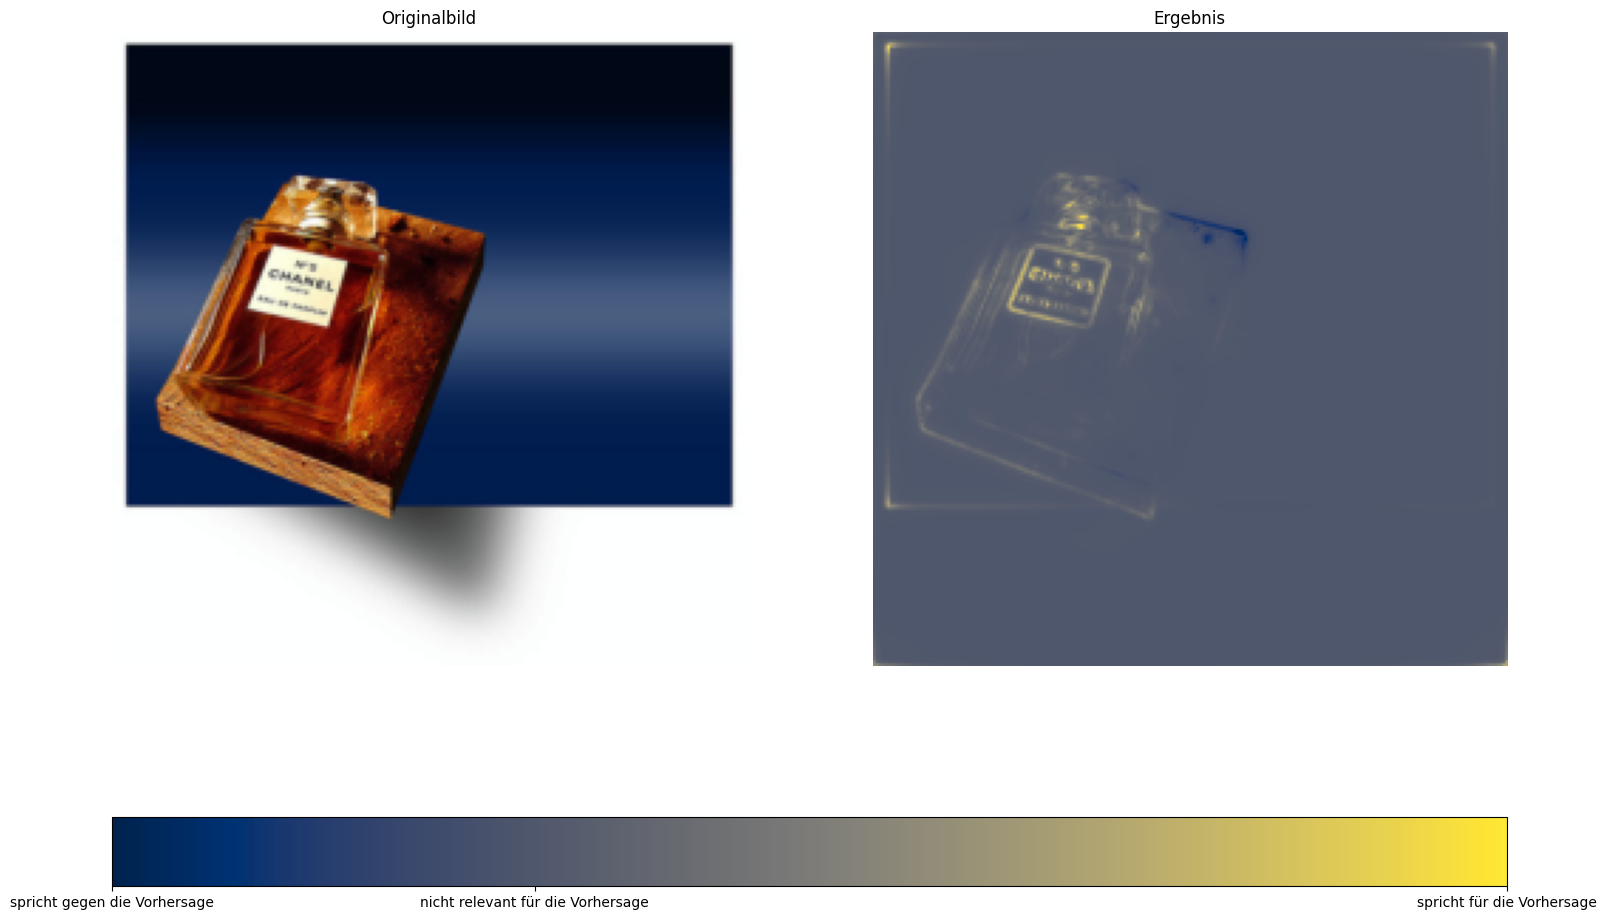 Originalbild
Ergebnis
N°5
CHANEL
PARIS
EAU DE PARFUM
spricht gegen die Vorhersage
nicht relevant für die Vorhersage
spricht für die Vorhersage